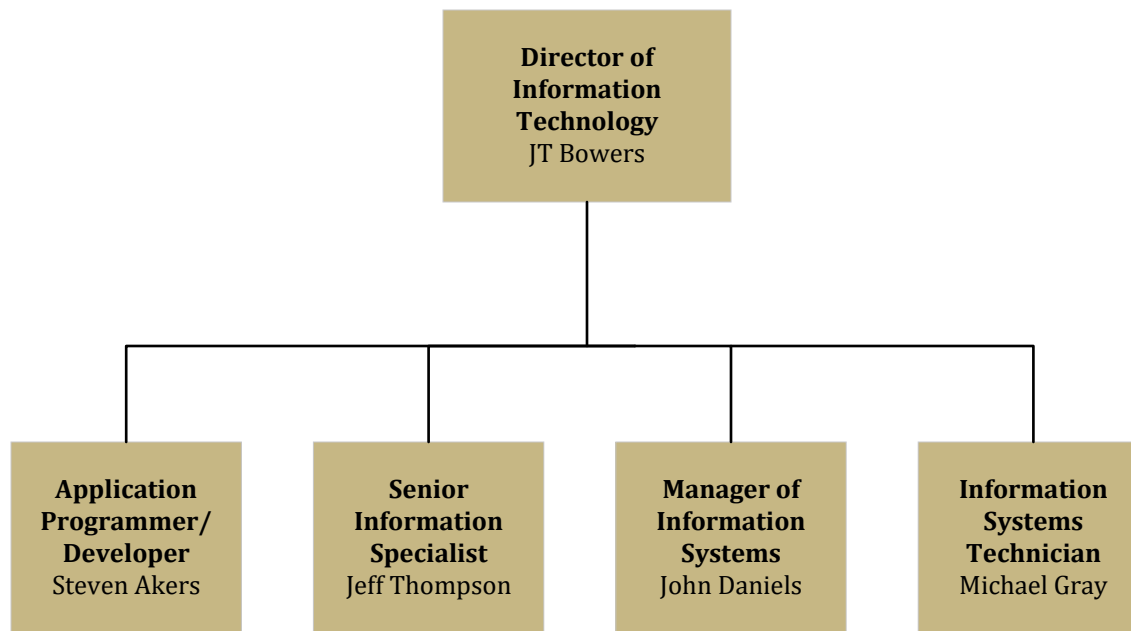 Director of
Information
Technology
JT Bowers
Application
Programmer/
Developer
Steven Akers
Senior
Information
Specialist
Jeff Thompson
Manager of
Information
Systems
John Daniels
Information
Systems
Technician
Michael Gray